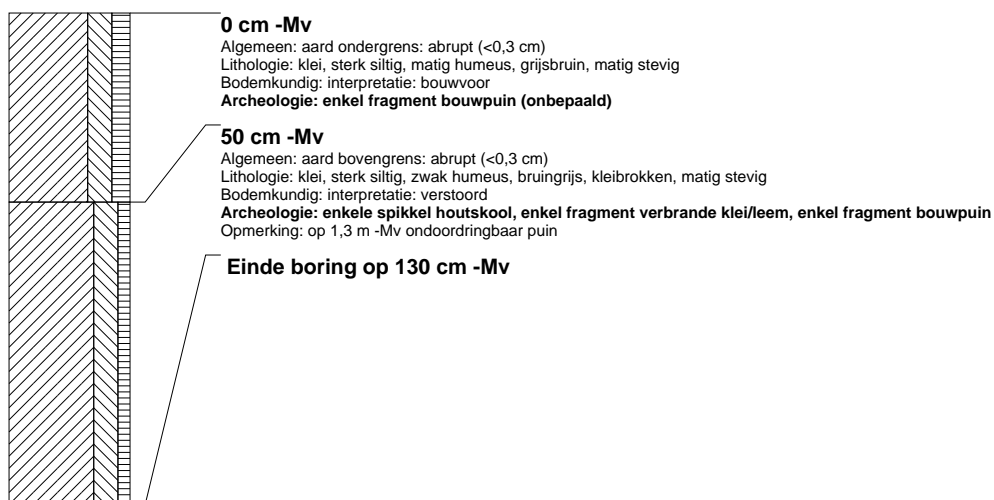 0 cm -Mv
Algemeen: aard ondergrens: abrupt (<0,3 cm)
Lithologie: klei, sterk siltig, matig humeus, grijsbruin, matig stevig
Bodemkundig: interpretatie: bouwvoor
Archeologie: enkel fragment bouwpuin (onbepaald)
50 cm -Mv
Algemeen: aard bovengrens: abrupt (<0,3 cm)
Lithologie: klei, sterk siltig, zwak humeus, bruingrijs, kleibrokken, matig stevig
Bodemkundig: interpretatie: verstoord
Archeologie: enkele spikkel houtskool, enkel fragment verbrande klei/leem, enkel fragment bouwpuin
Opmerking: op 1,3 m -Mv ondoordringbaar puin
Einde boring op 130 cm -Mv